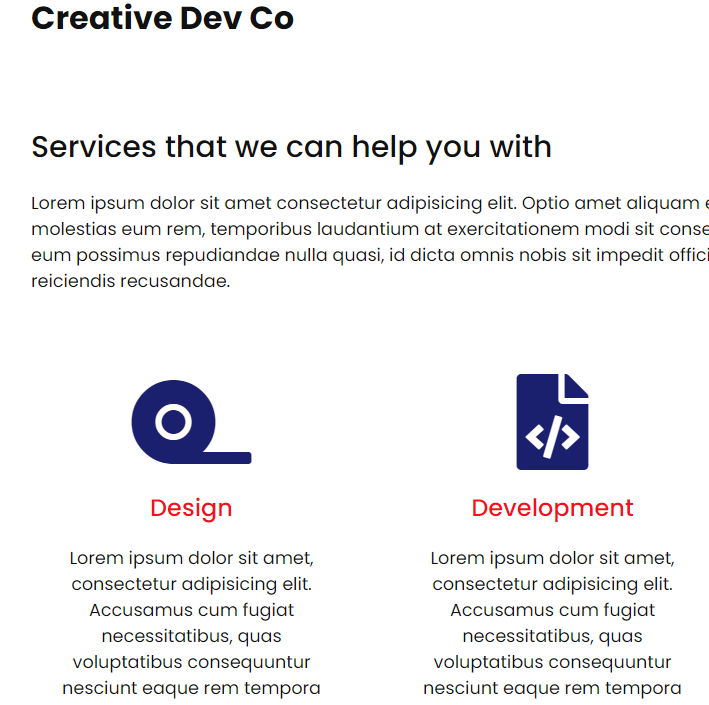 Creative Dev Co
Services that we can help you with
Lorem ipsum dolor sit amet consectetur adipisicing elit. Optio amet aliquam
molestias eum rem, temporibus laudantium at exercitationem modi sit
eum possimus repudiandae nulla quasi, id dicta omnis nobis sit impedit
reiciendis recusandae.
</>
Design
Development
Lorem ipsum dolor sit amet,
consectetur adipisicing elit.
Accusamus cum fugiat
necessitatibus, quas
voluptatibus consequuntur
nesciunt eaque rem tempora
Lorem ipsum dolor sit amet,
consectetur adipisicing elit.
Accusamus cum fugiat
necessitatibus, quas
voluptatibus consequuntur
nesciunt eaque rem tempora